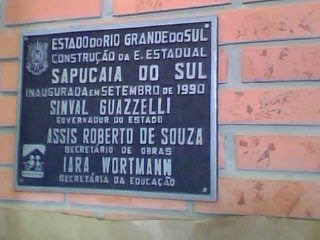 ESTADO DO RIO GRANDE DO SUL
CONSTRUÇÃO DA E. ESTADUAL
SAPUCAIA DO SUL
INAUGURADA EM SETEMBRO DE 1990
SINVAL GUAZZELLI
GOVERNADOR DO ESTADO
ASSIS ROBERTO DE SOUZA
SECRETÁRIO DE OBRAS
IARA WORTMANN
SECRETÁRIA DA EDUCAÇÃO